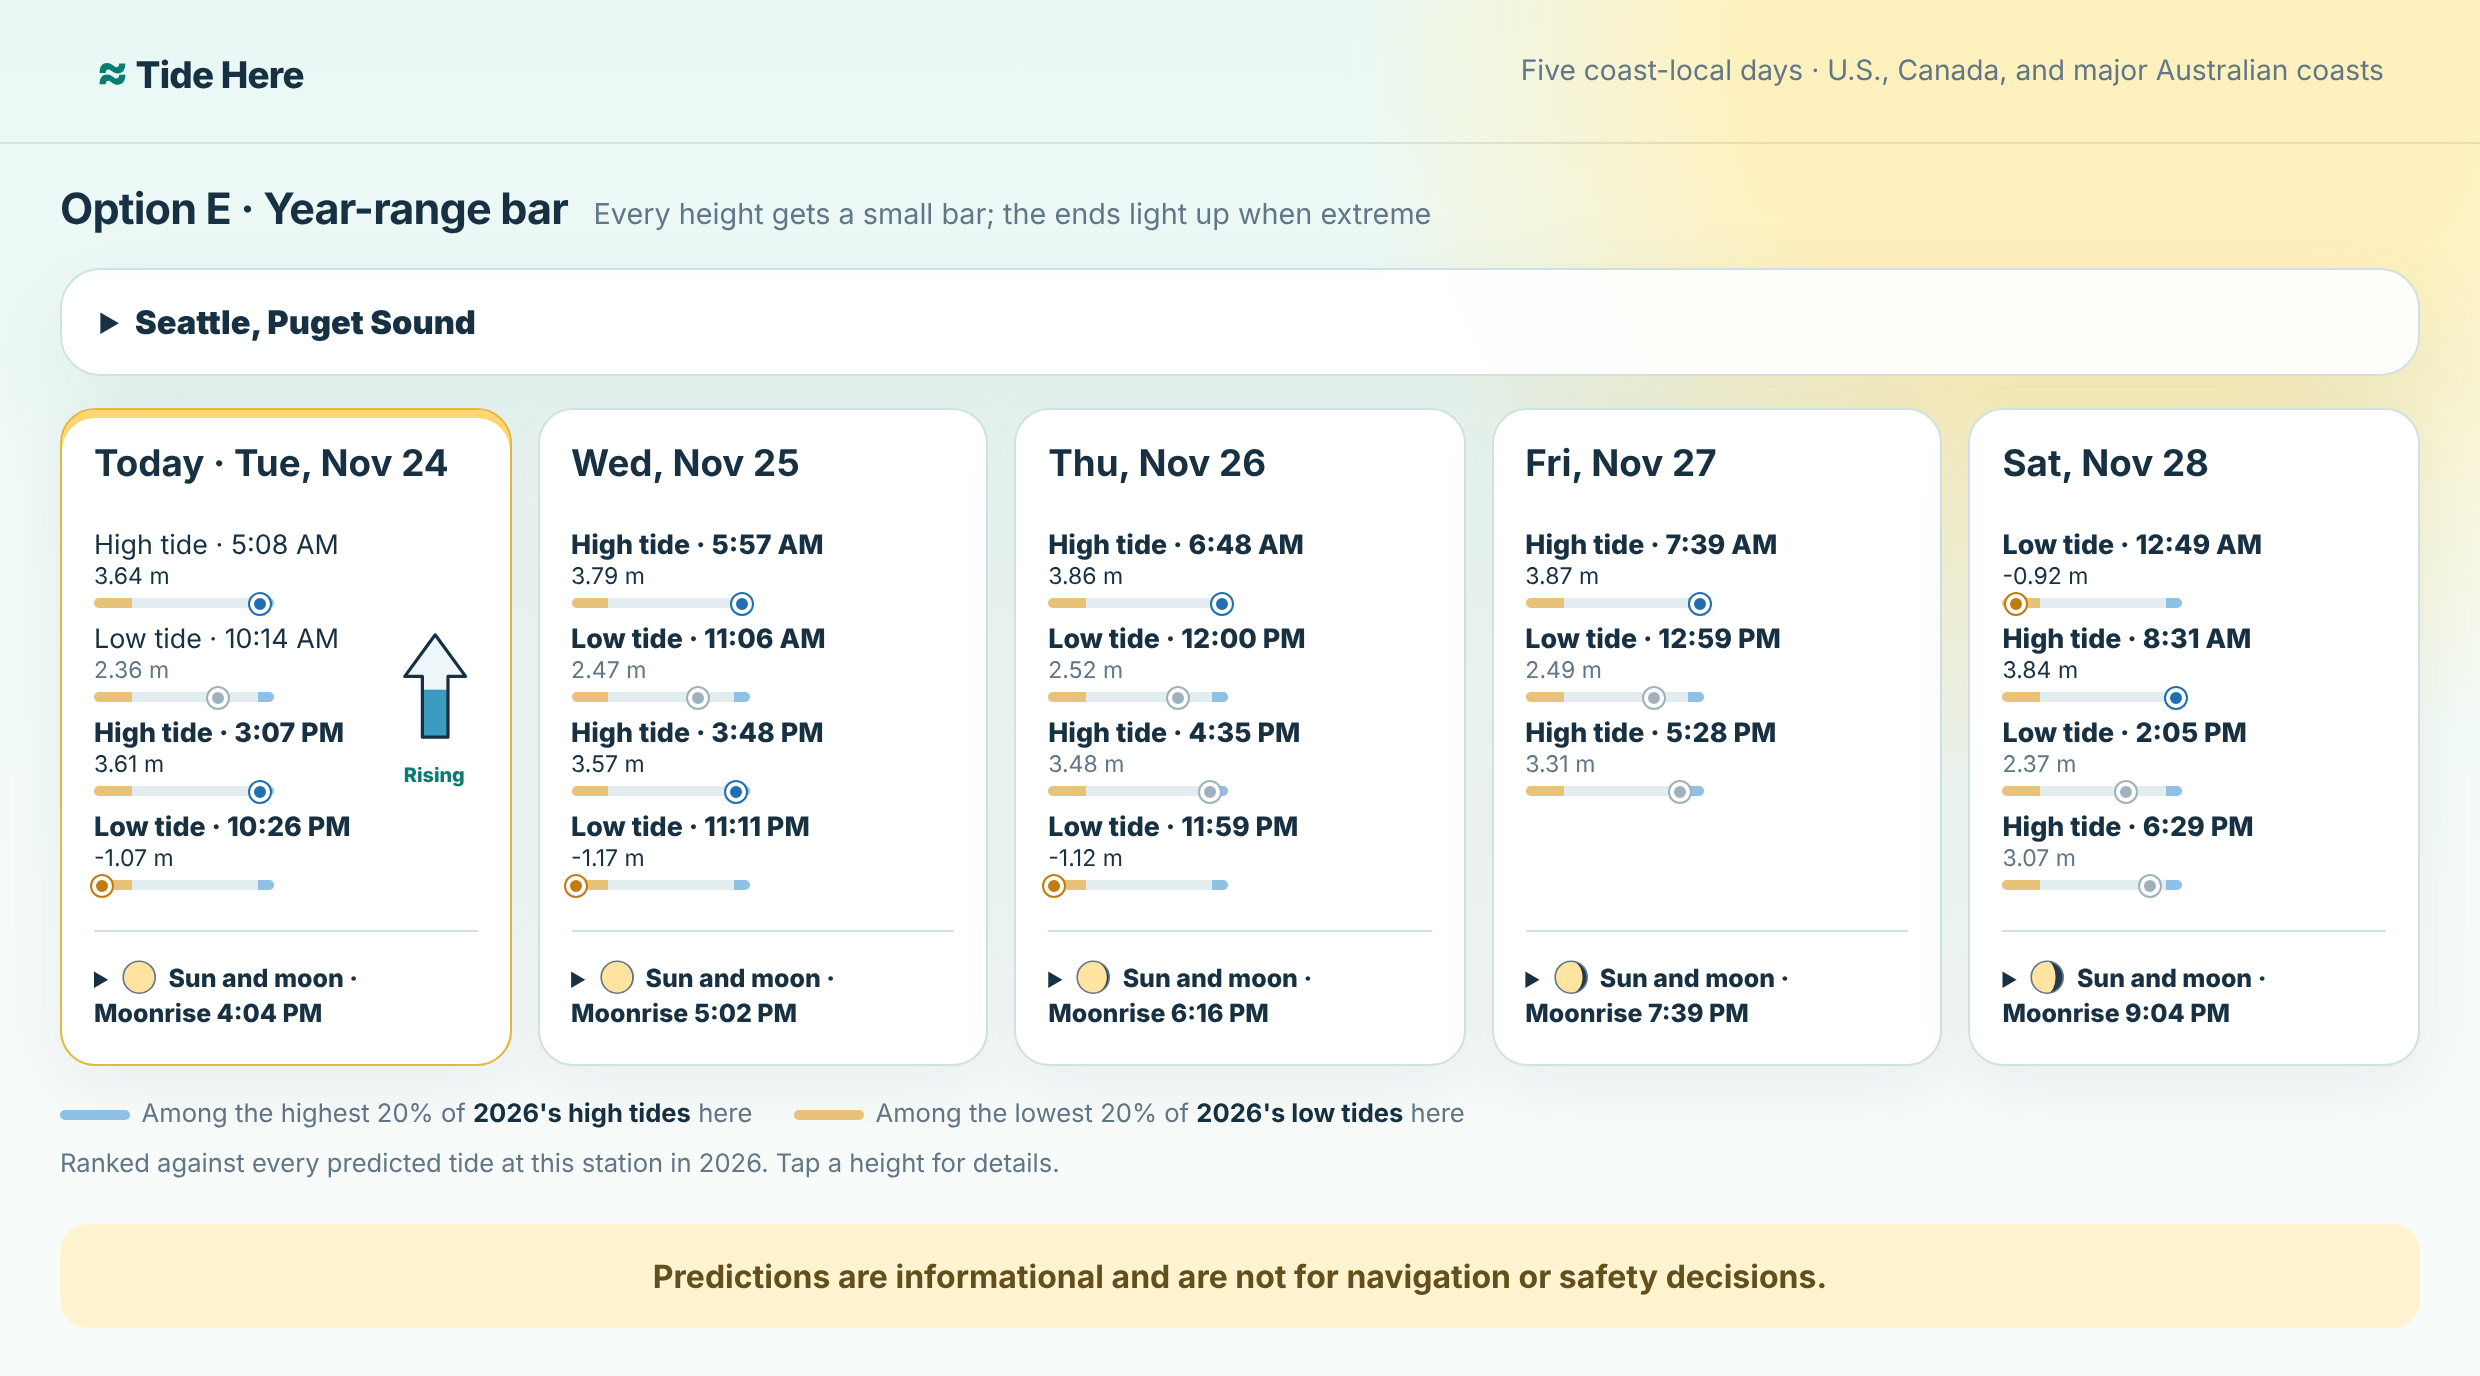 Tide Here
Five coast-local days · U.S., Canada, and major Australian coasts
Option E · Year-range bar
Every height gets a small bar; the ends light up when extreme
Seattle, Puget Sound
Today · Tue, Nov 24
High tide · 5:08 AM
3.64 m
Low tide · 10:14 AM
2.36 m
High tide · 3:07 PM
3.61 m
Low tide · 10:26 PM
-1.07 m
Rising
Sun and moon ·
Moonrise 4:04 PM
Wed, Nov 25
High tide · 5:57 AM
3.79 m
Low tide · 11:06 AM
2.47 m
High tide · 3:48 PM
3.57 m
Low tide · 11:11 PM
-1.17 m
Sun and moon ·
Moonrise 5:02 PM
Thu, Nov 26
High tide · 6:48 AM
3.86 m
Low tide · 12:00 PM
2.52 m
High tide · 4:35 PM
3.48 m
Low tide · 11:59 PM
-1.12 m
Sun and moon ·
Moonrise 6:16 PM
Fri, Nov 27
High tide · 7:39 AM
3.87 m
Low tide · 12:59 PM
2.49 m
High tide · 5:28 PM
3.31 m
Sun and moon ·
Moonrise 7:39 PM
Sat, Nov 28
Low tide · 12:49 AM
-0.92 m
High tide · 8:31 AM
3.84 m
Low tide · 2:05 PM
2.37 m
High tide · 6:29 PM
3.07 m
Sun and moon ·
Moonrise 9:04 PM
Among the highest 20% of 2026's high tides here
Among the lowest 20% of 2026's low tides here
Ranked against every predicted tide at this station in 2026. Tap a height for details.
Predictions are informational and are not for navigation or safety decisions.